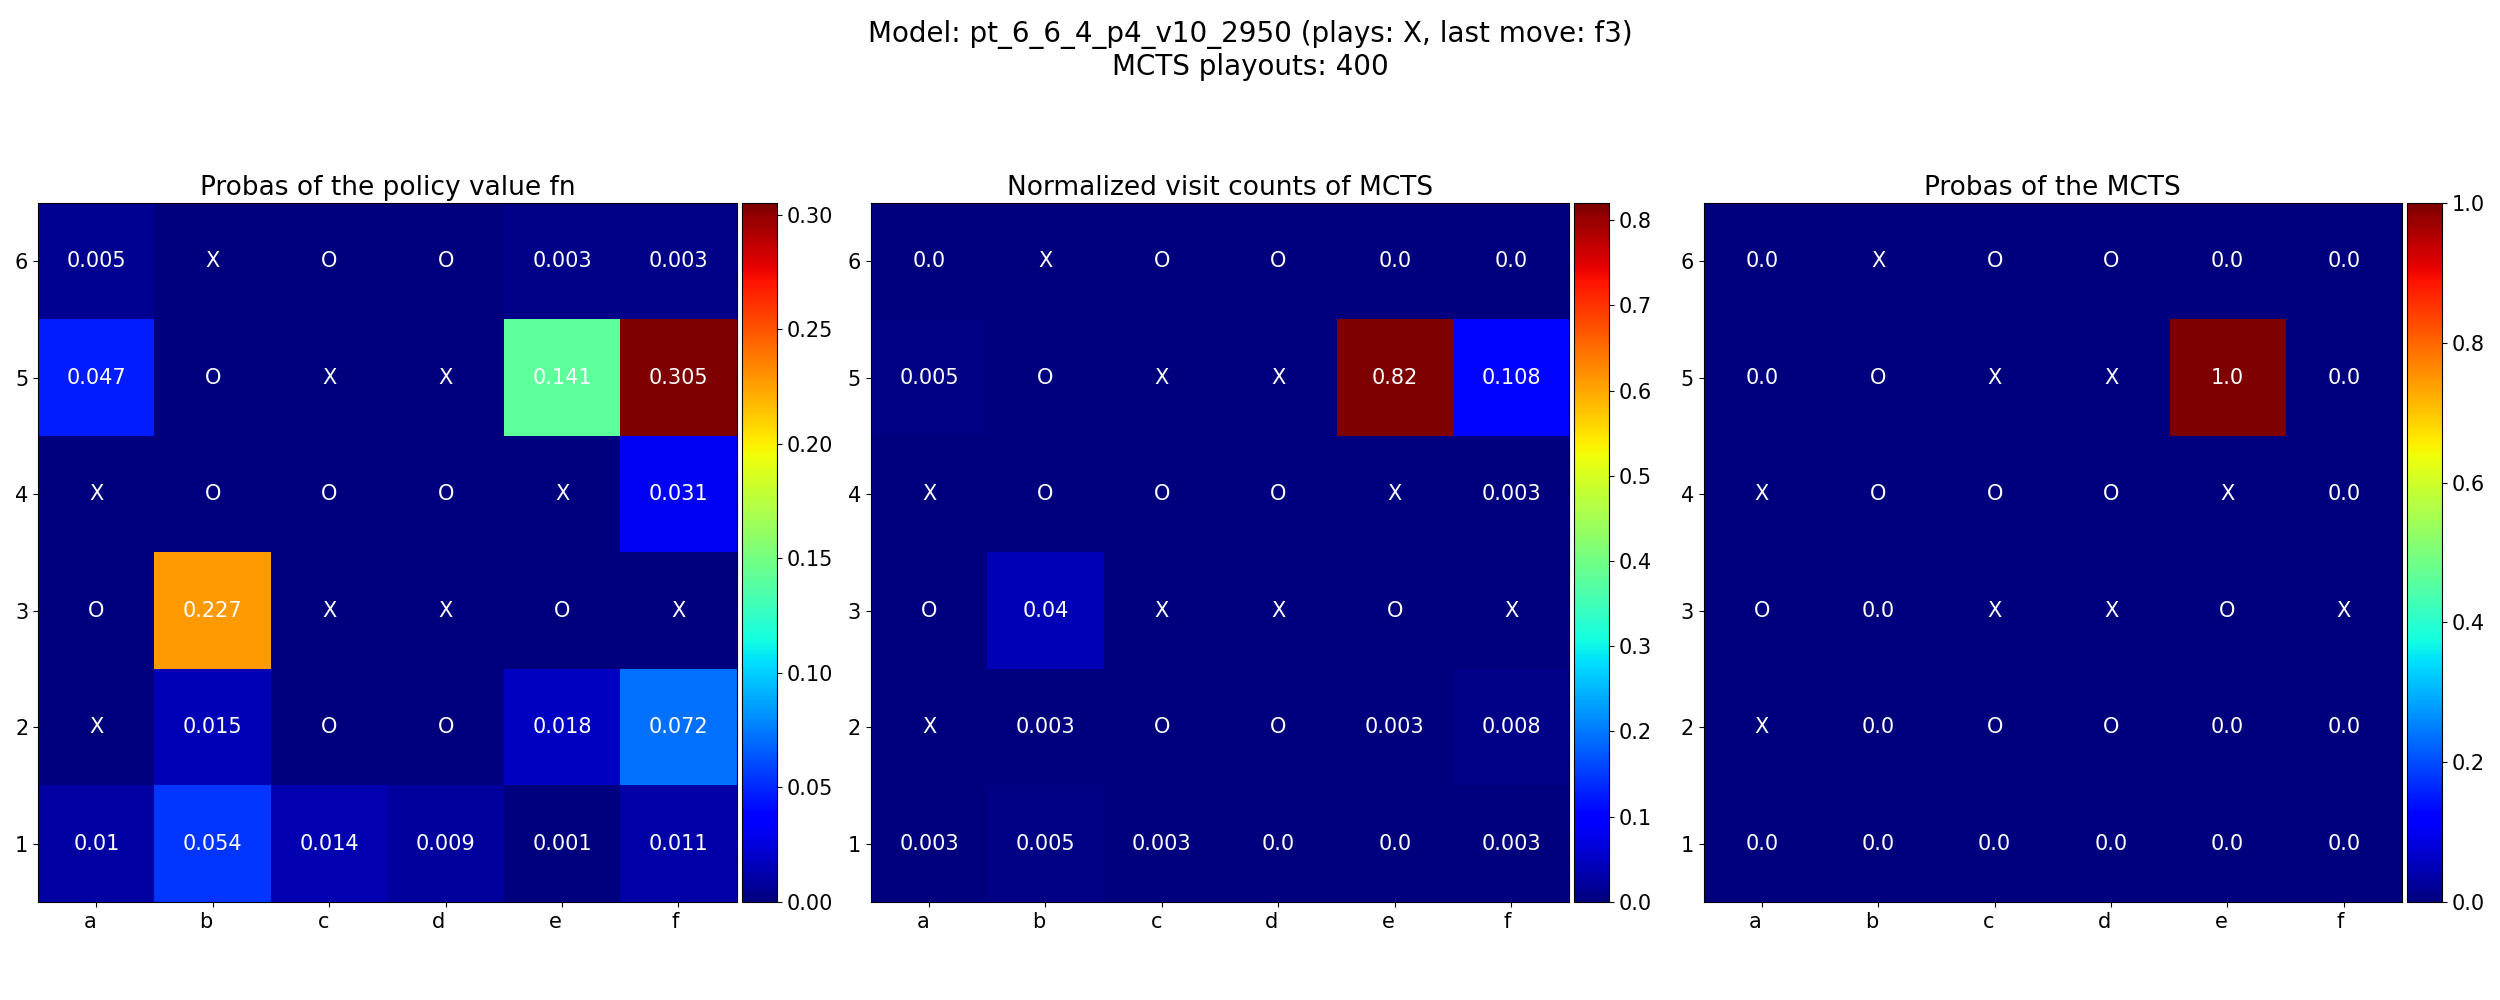 Model: pt_6_6_4_p4_v10_2950 (plays: X, last move: f3)
MCTS playouts: 400
Probas of the policy value fn
6 0.005 X O O 0.003 0.003
5 0.047 O X X 0.141 0.305
4 X O O O X 0.031
3 O 0.227 X X O X
2 X 0.015 O O 0.018 0.072
1 0.01 0.054 0.014 0.009 0.001 0.011
a b c d e f
0.30
0.25
0.20
0.15
0.10
0.05
0.00
Normalized visit counts of MCTS
6 0.0 X O O 0.0 0.0
5 0.005 O X X 0.82 0.108
4 X O O O X 0.003
3 O 0.04 X X O X
2 X 0.003 O O 0.003 0.008
1 0.003 0.005 0.003 0.0 0.0 0.003
a b c d e f
0.8
0.7
0.6
0.5
0.4
0.3
0.2
0.1
0.0
Probas of the MCTS
6 0.0 X O O 0.0 0.0
5 0.0 O X X 1.0 0.0
4 X O O O X 0.0
3 O 0.0 X X O X
2 X 0.0 O O 0.0 0.0
1 0.0 0.0 0.0 0.0 0.0 0.0
a b c d e f
1.0
0.8
0.6
0.4
0.2
0.0